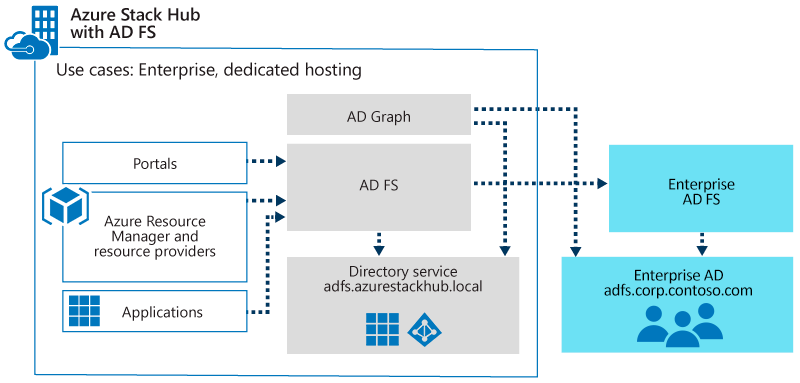 Azure Stack Hub
with AD FS
Use cases: Enterprise, dedicated hosting
AD Graph
Portals
AD FS
Enterprise
AD FS
Azure Resource
Manager and
resource providers
Directory service
adfs.azurestackhub.local
Enterprise AD
adfs.corp.contoso.com
Applications